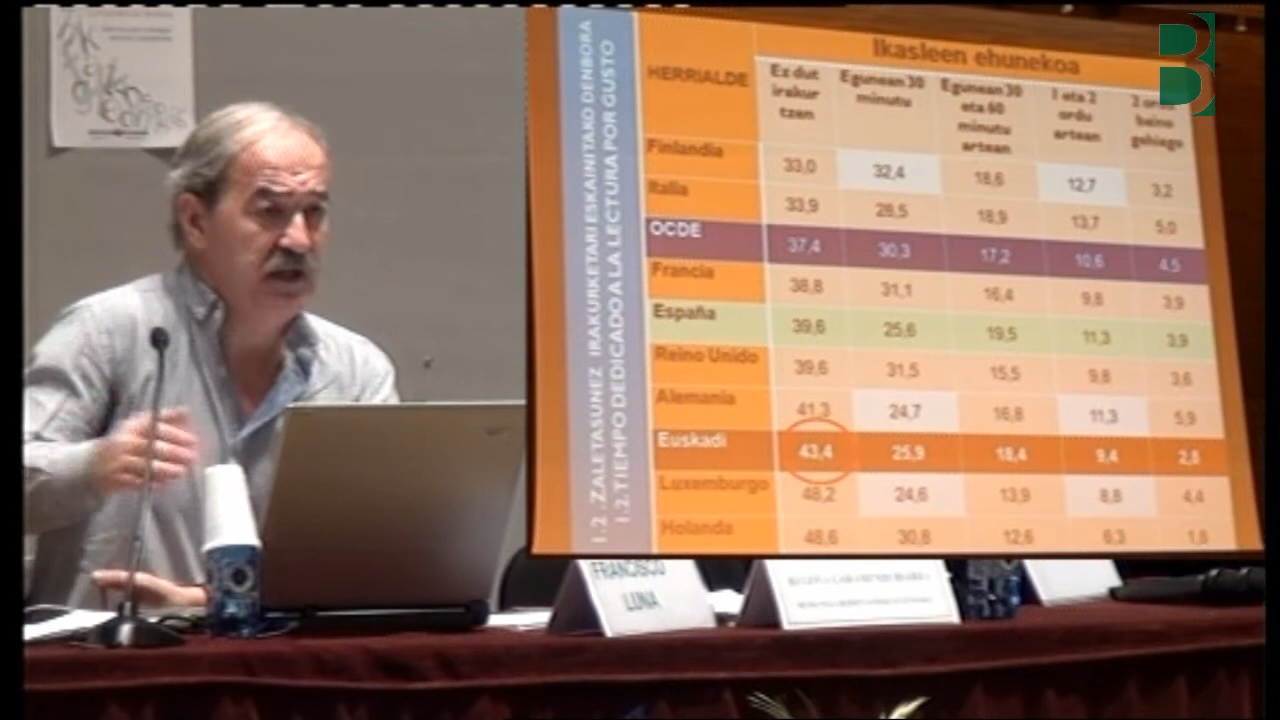 1.2 .ZALETASUNEZ IRAKURKETARI ESKAINITAKO DENBORA
1.2.TIEMPO DEDICADO A LA LECTURA POR GUSTO
HERRIALDE
Ikasleen ehunekoa
Ez dut irakur tzen
Egunean 30 minutu
Egunean 30 eta 60 minutu artean
1 eta 2 ordu artean
2 ordu baino gehiago
Finlandia 33,0 32,4 18,6 12,7 3,2
Italia 33,9 28,5 18,9 13,7 5,0
OCDE 37,4 30,3 17,2 10,6 4,5
Francia 38,8 31,1 16,4 9,8 3,9
España 39,6 25,6 19,5 11,3 3,9
Reino Unido 39,6 31,5 15,5 9,8 3,6
Alemania 41,3 24,7 16,8 11,3 5,9
Euskadi 43,4 25,9 18,4 9,4 2,8
Luxemburgo 48,2 24,6 13,9 8,8 4,4
Holanda 48,6 30,8 12,6 6,3 1,8
FRANCISCO
LUNA
B